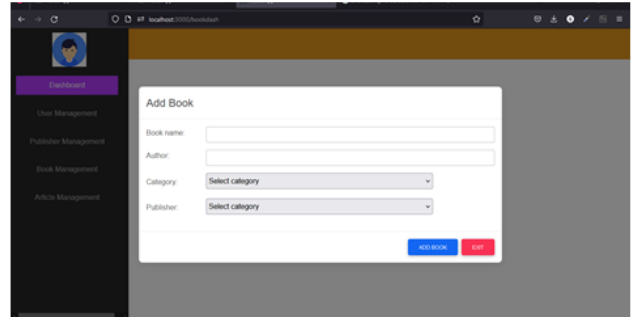 localhost:3000/bookdash
Dashboard
User Management
Publisher Management
Book Management
Article Management
Add Book
Book name:
Author:
Category:
Select category
Publisher:
Select category
ADD BOOK
EXIT